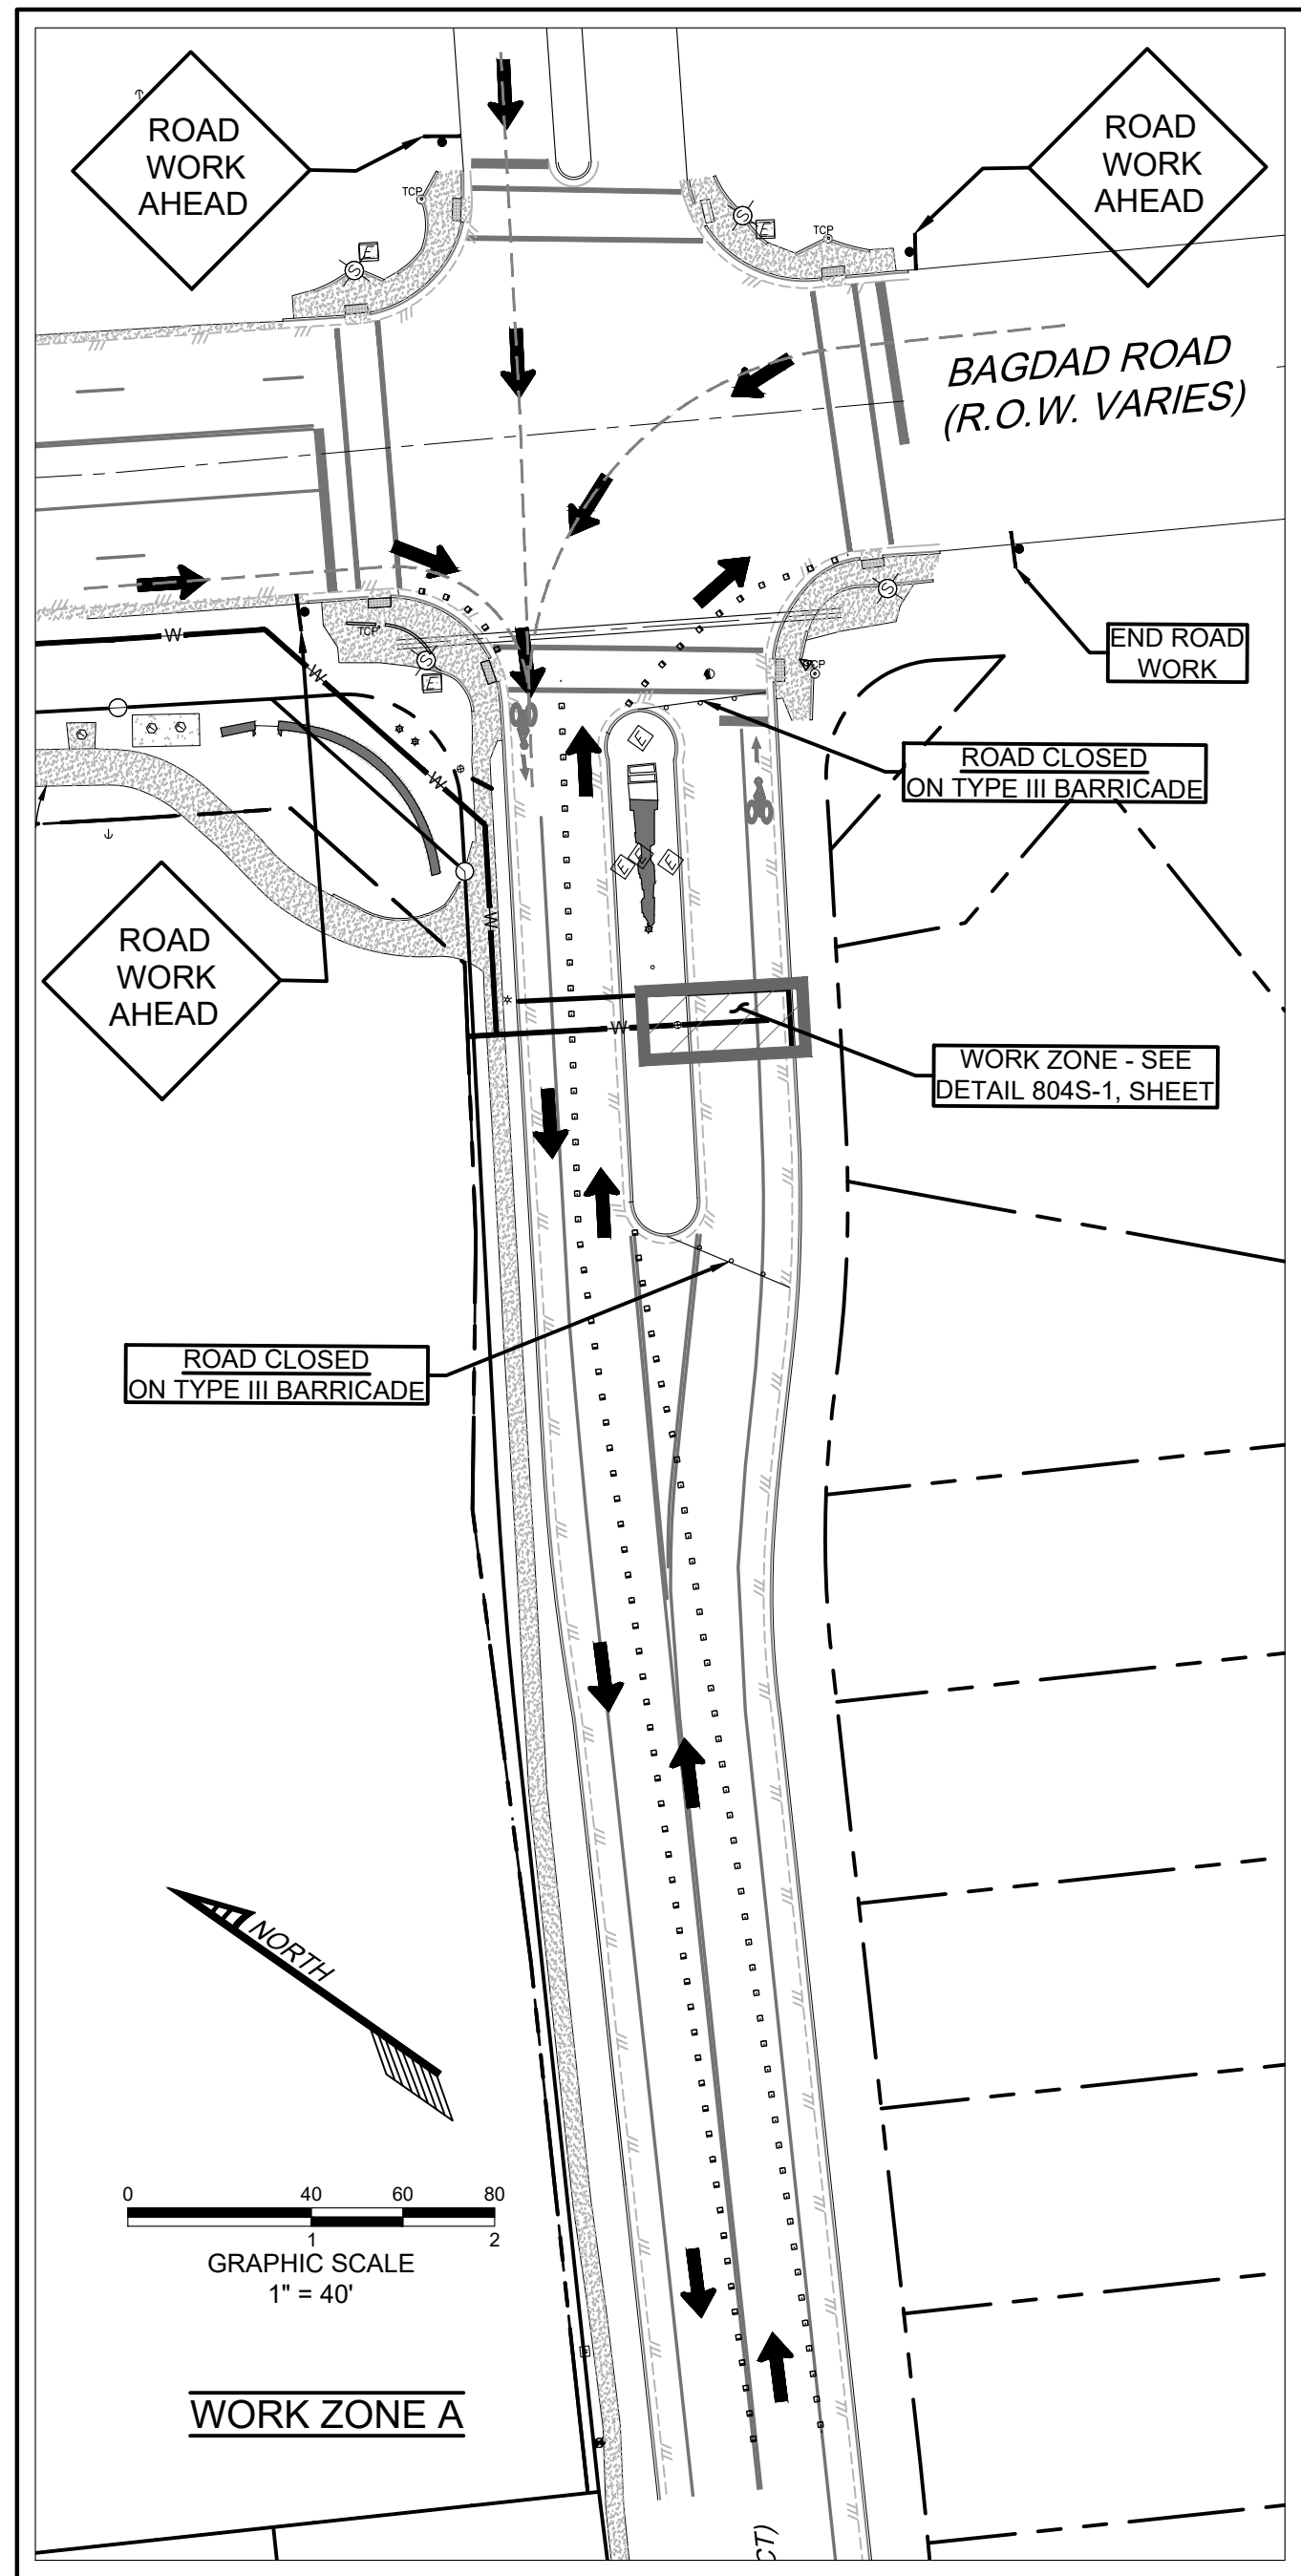 ROAD
WORK
AHEAD
ROAD
WORK
AHEAD
TCP
E
S
S
E
TCP
BAGDAD ROAD
(R.O.W. VARIES)
W
TCP
S
E
S
TCP
W
W
W
END ROAD
WORK
ROAD CLOSED
ON TYPE III BARRICADE
E
E
E
E
ROAD
WORK
AHEAD
W
WORK ZONE - SEE
DETAIL 804S-1, SHEET
ROAD CLOSED
ON TYPE III BARRICADE
NORTH
0 40 60 80
1 2
GRAPHIC SCALE
1" = 40'
WORK ZONE A
CT)